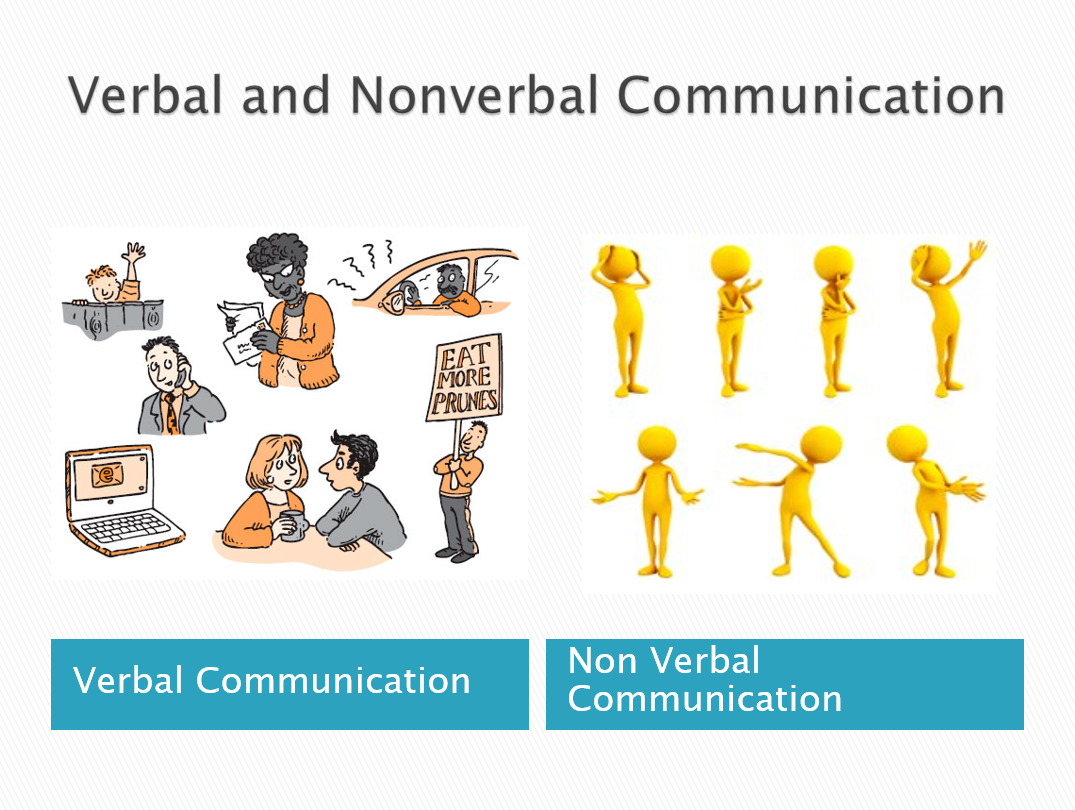 Verbal and Nonverbal Communication
EAT
MORE
PRUNES
e
Verbal Communication
Non Verbal
Communication